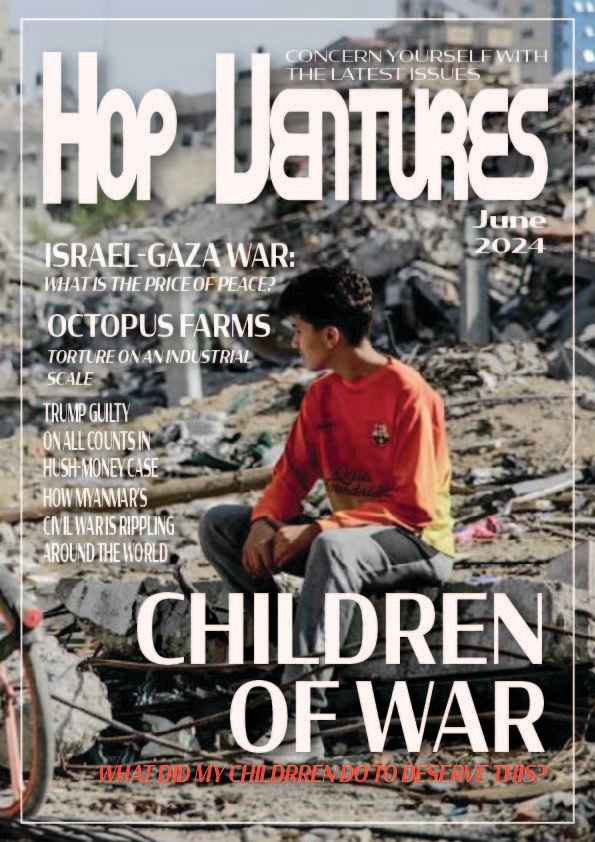 CONCERN YOURSELF WITH
THE LATEST ISSUES
HOP VENTURES
June
2024
ISRAEL-GAZA WAR:
WHAT IS THE PRICE OF PEACE?
OCTOPUS FARMS
TORTURE ON AN INDUSTRIAL
SCALE
TRUMP GUILTY
ON ALL COUNTS IN
HUSH-MONEY CASE
HOW MYANMAR'S
CIVIL WAR IS RIPPLING
AROUND THE WORLD
CHILDREN
OF WAR
WHAT DID MY CHILDRREN DO TO DESERVE THIS?